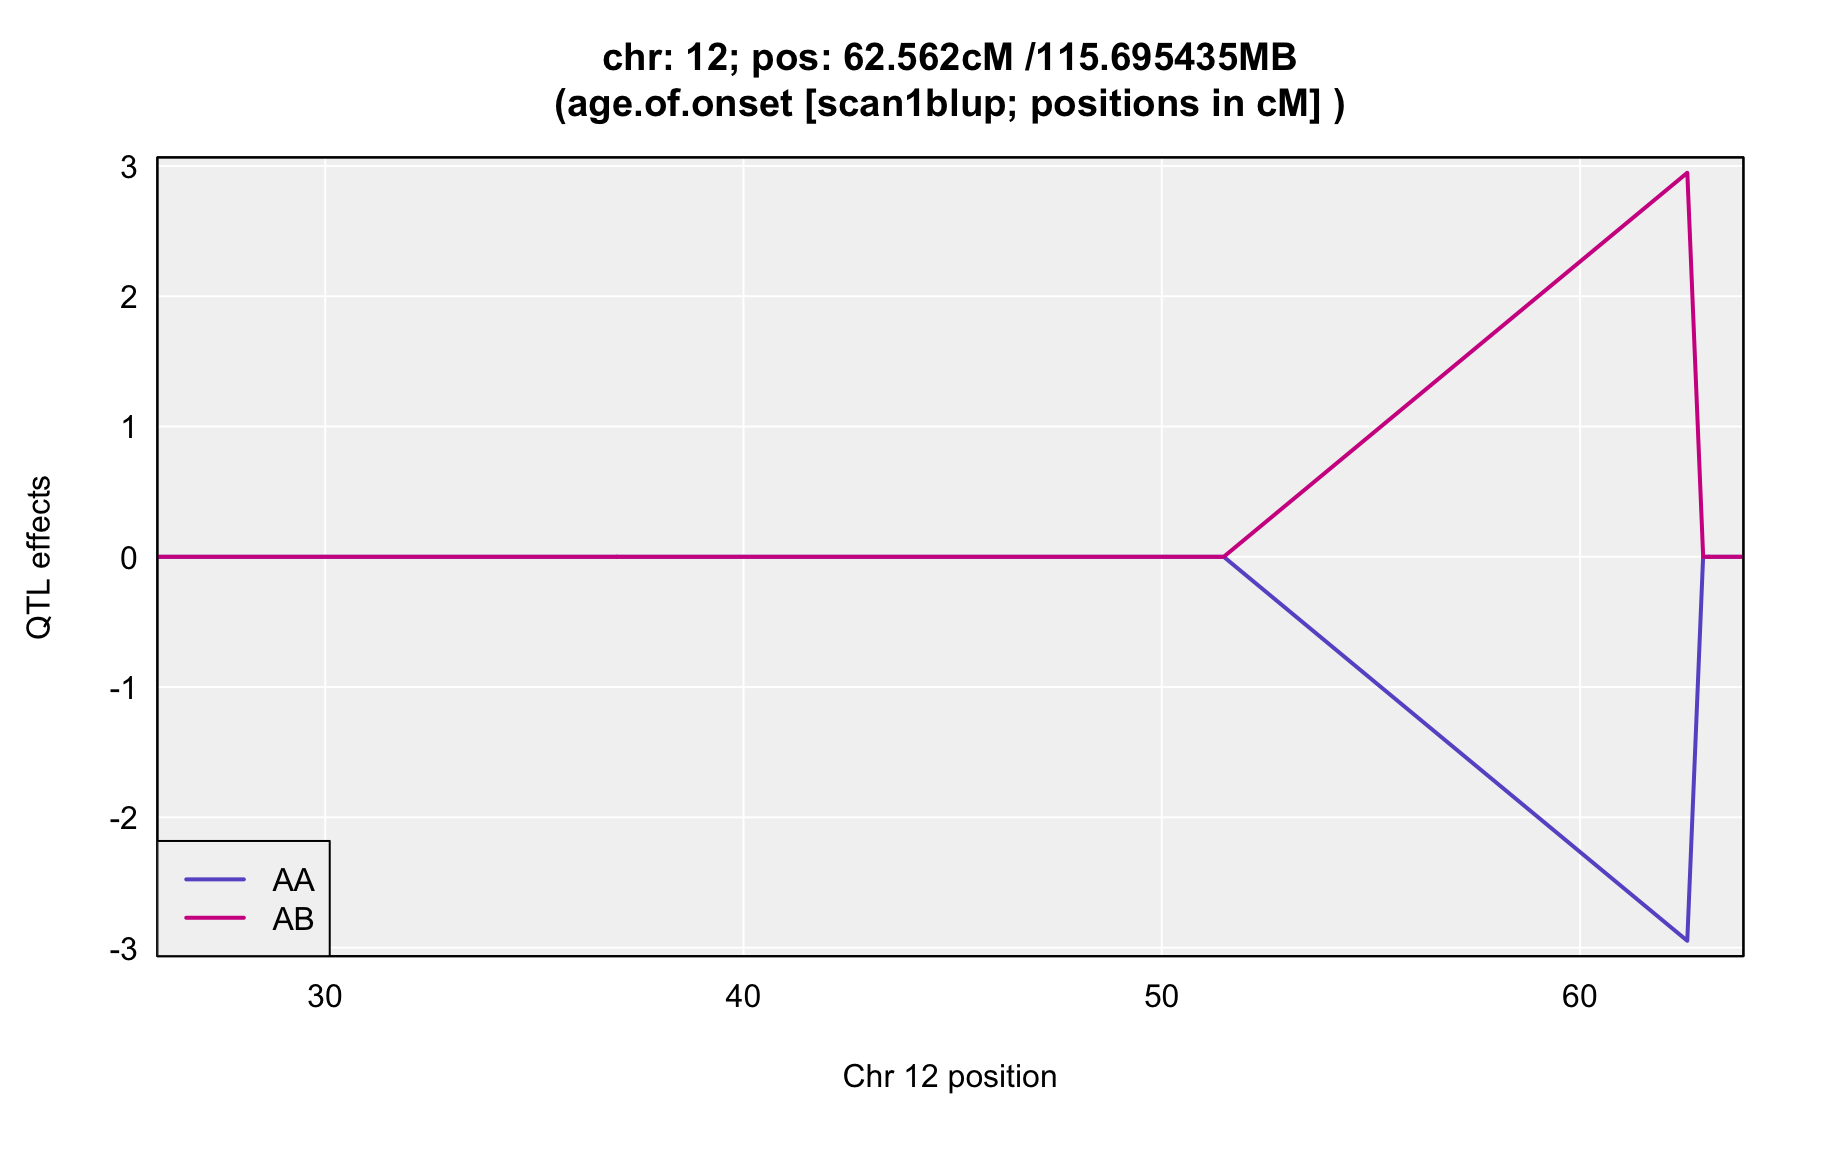 chr: 12; pos: 62.562cM /115.695435MB
(age.of.onset [scan1blup; positions in cM] )
3
2
1
0
-1
-2
-3
QTL effects
AA
AB
30 40 50 60
Chr 12 position